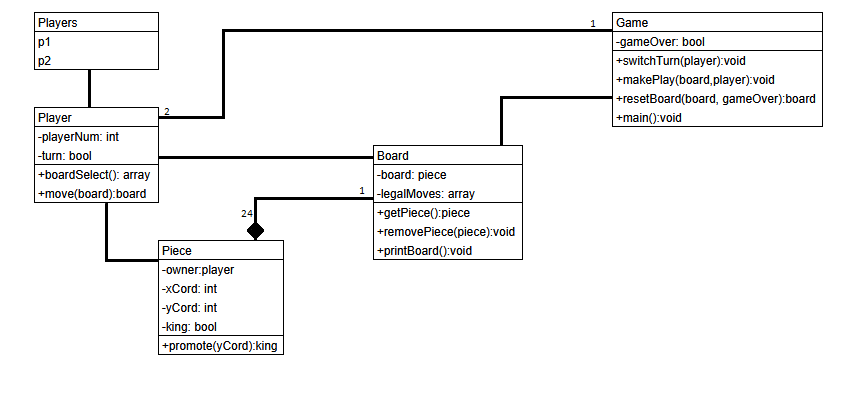 Players
p1
p2
1
Game
-gameOver: bool
+switchTurn(player):void
+makePlay(board,player):void
+resetBoard(board, gameOver):board
+main():void
2
Player
-playerNum: int
-turn: bool
+boardSelect(): array
+move(board):board
Board
-board: piece
-legalMoves: array
+getPiece():piece
+removePiece(piece):void
+printBoard():void
1
24
Piece
-owner:player
-xCord: int
-yCord: int
-king: bool
+promote(yCord):king